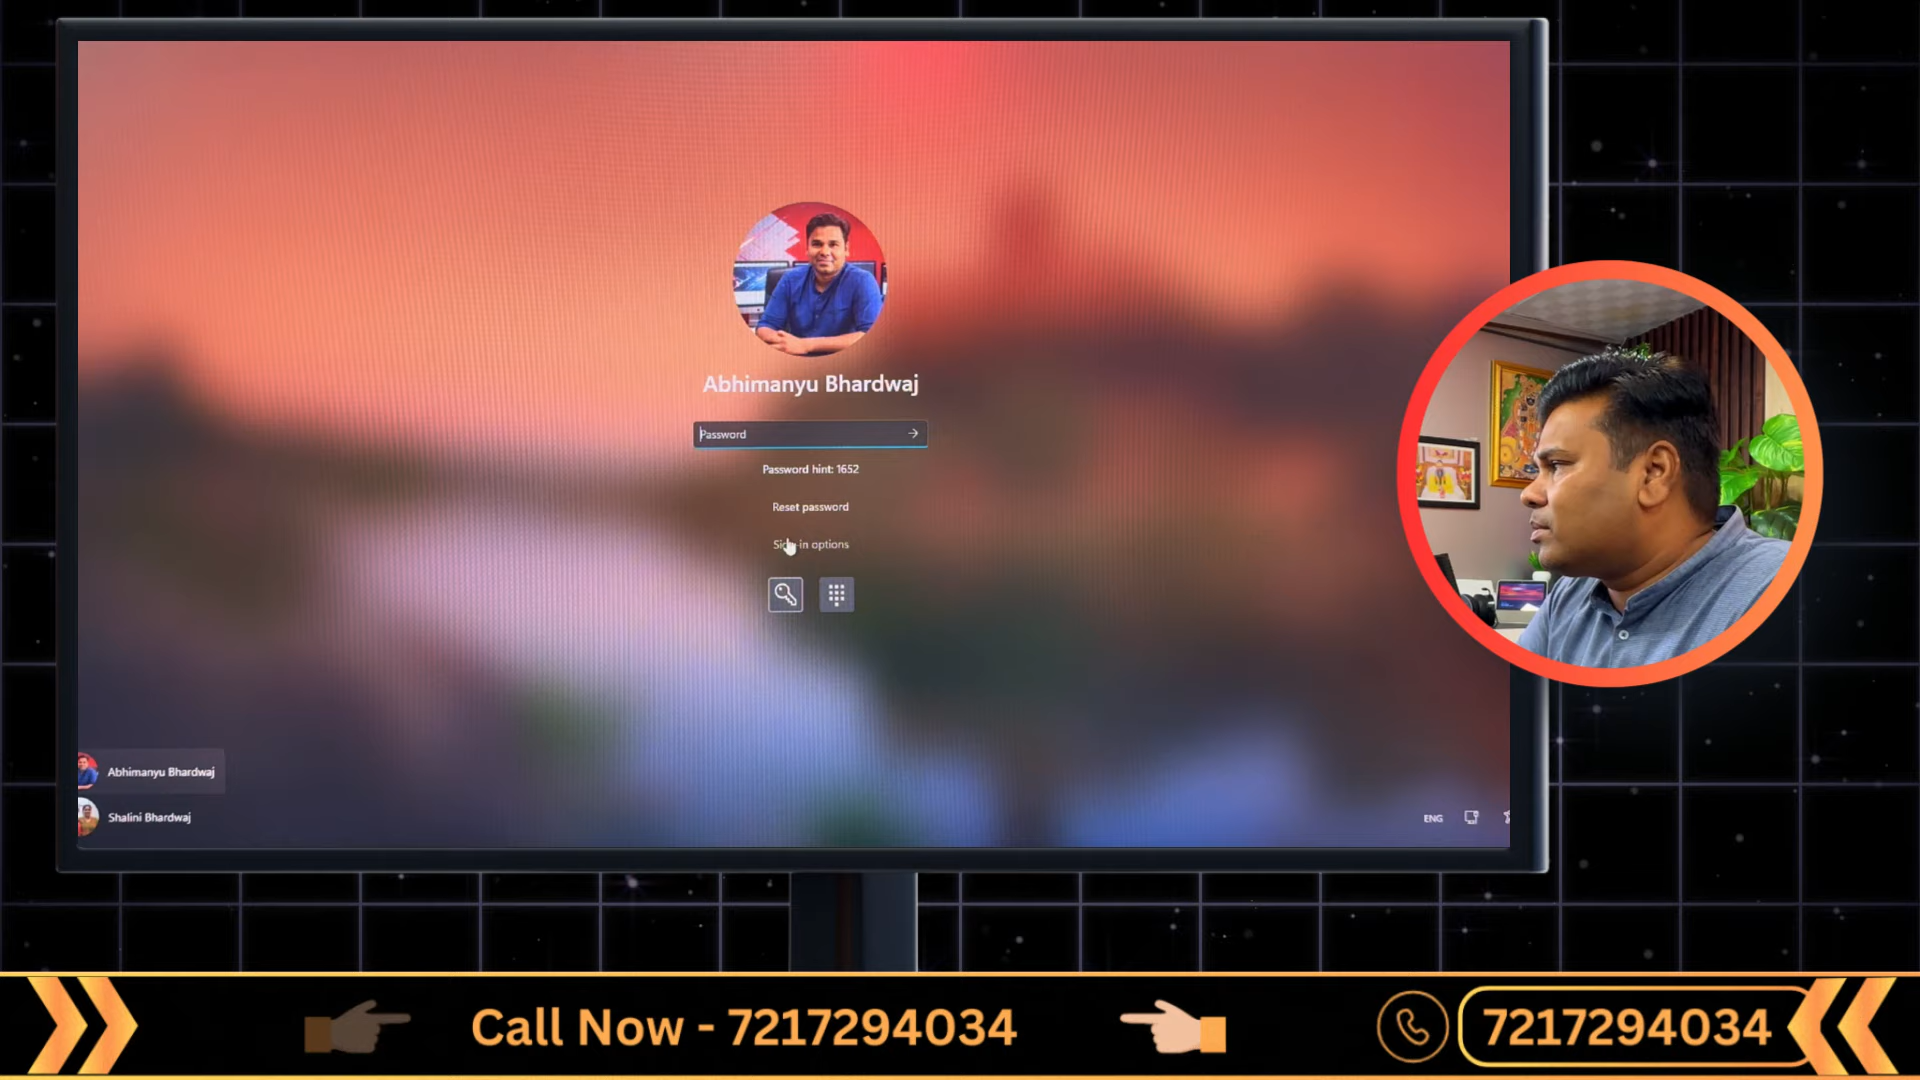 Abhimanyu Bhardwaj
Password
Password hint: 1652
Reset password
Sign-in options
Abhimanyu Bhardwaj
Shalini Bhardwaj
ENG
Call Now - 7217294034
7217294034